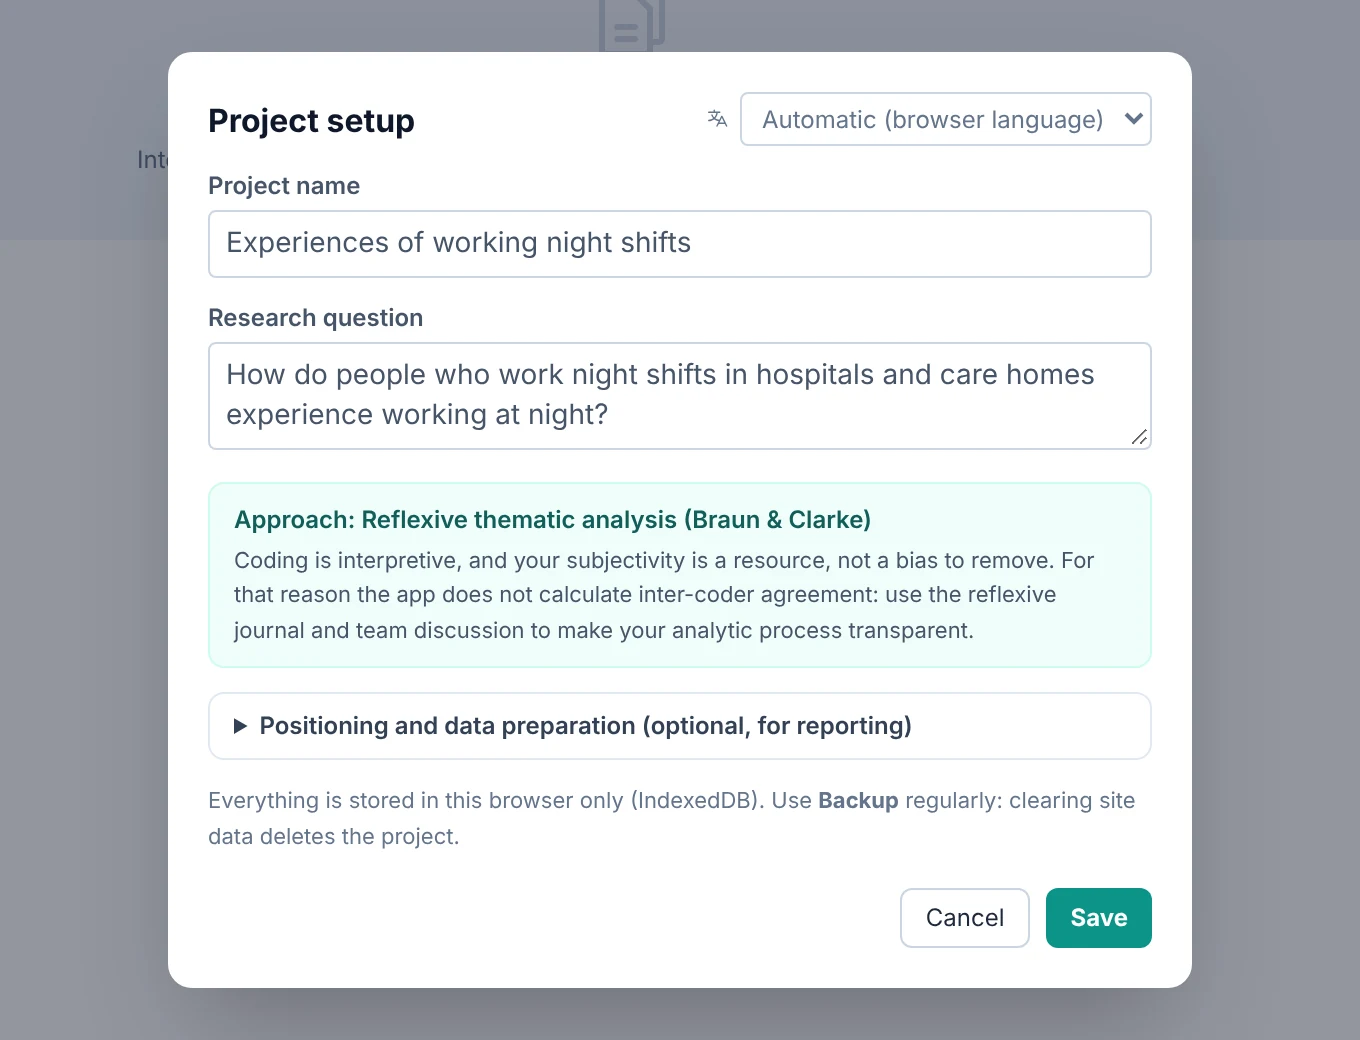 Project setup
Automatic (browser language)
Inte
Project name
Experiences of working night shifts
Research question
How do people who work night shifts in hospitals and care homes
experience working at night?
Approach: Reflexive thematic analysis (Braun & Clarke)
Coding is interpretive, and your subjectivity is a resource, not a bias to remove. For
that reason the app does not calculate inter-coder agreement: use the reflexive
journal and team discussion to make your analytic process transparent.
Positioning and data preparation (optional, for reporting)
Everything is stored in this browser only (IndexedDB). Use Backup regularly: clearing site
data deletes the project.
Cancel
Save